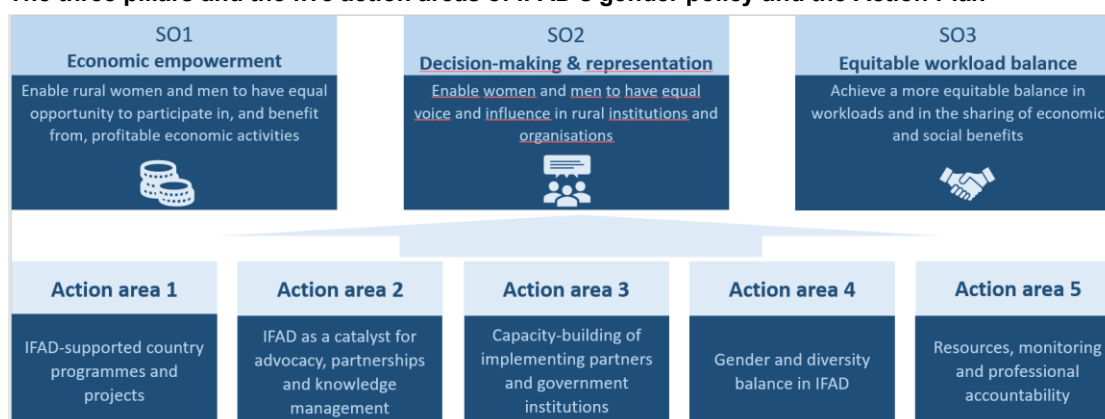 The three pillars and the five action areas of IFAD's gender policy and the Action Plan
SO1
Economic empowerment
Enable rural women and men to have equal
opportunity to participate in, and benefit
from, profitable economic activities
SO2
Decision-making & representation
Enable women and men to have equal
voice and influence in rural institutions and
organisations
SO3
Equitable workload balance
Achieve a more equitable balance in
workloads and in the sharing of economic
and social benefits
Action area 1
IFAD-supported country
programmes and
projects
Action area 2
IFAD as a catalyst for
advocacy, partnerships
and knowledge
management
Action area 3
Capacity-building of
implementing partners
and government
institutions
Action area 4
Gender and diversity
balance in IFAD
Action area 5
Resources, monitoring
and professional
accountability